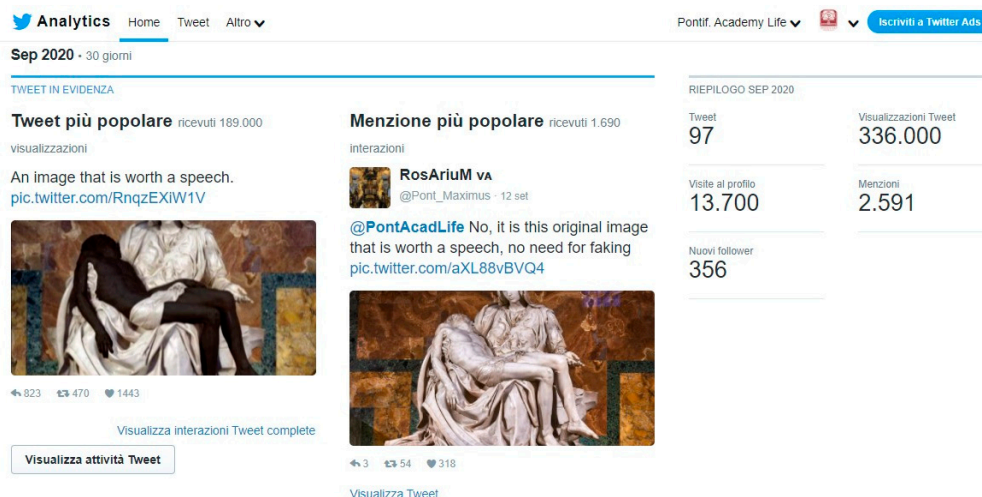 Analytics Home Tweet Altro Pontif. Academy Life Iscriviti a Twitter Ads
Sep 2020 · 30 giorni
TWEET IN EVIDENZA
Tweet più popolare ricevuti 189.000
visualizzazioni
An image that is worth a speech.
pic.twitter.com/RnqzEXiW1V
823 470 1443
Visualizza interazioni Tweet complete
Visualizza attività Tweet
Menzione più popolare ricevuti 1.690
interazioni
RosAriuM VA
@Pont_Maximus · 12 set
@PontAcadLife No, it is this original image
that is worth a speech, no need for faking
pic.twitter.com/aXL88vBVQ4
3 54 318
Visualizza Tweet
RIEPILOGO SEP 2020
Tweet
97
Visualizzazioni Tweet
336.000
Visite al profilo
13.700
Menzioni
2.591
Nuovi follower
356